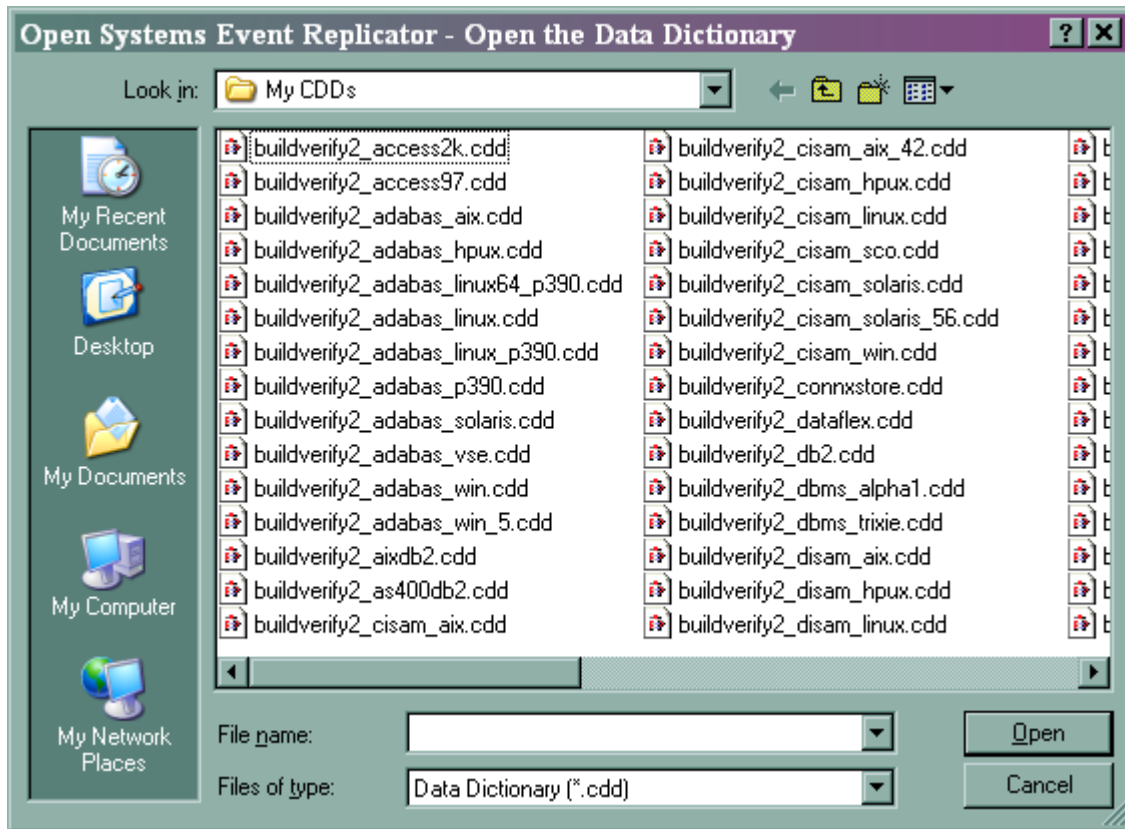 Open Systems Event Replicator - Open the Data Dictionary
Look in: My CDDs
My Recent
Documents
Desktop
My Documents
My Computer
My Network
Places
buildverify2_access2k.cdd
buildverify2_access97.cdd
buildverify2_adabas_aix.cdd
buildverify2_adabas_hpux.cdd
buildverify2_adabas_linux64_p390.cdd
buildverify2_adabas_linux.cdd
buildverify2_adabas_linux_p390.cdd
buildverify2_adabas_p390.cdd
buildverify2_adabas_solaris.cdd
buildverify2_adabas_vse.cdd
buildverify2_adabas_win.cdd
buildverify2_adabas_win_5.cdd
buildverify2_aixdb2.cdd
buildverify2_as400db2.cdd
buildverify2_cisam_aix.cdd
buildverify2_cisam_aix_42.cdd
buildverify2_cisam_hpux.cdd
buildverify2_cisam_linux.cdd
buildverify2_cisam_sco.cdd
buildverify2_cisam_solaris.cdd
buildverify2_cisam_solaris_56.cdd
buildverify2_cisam_win.cdd
buildverify2_connxstore.cdd
buildverify2_dataflex.cdd
buildverify2_db2.cdd
buildverify2_dbms_alpha1.cdd
buildverify2_dbms_trixie.cdd
buildverify2_disam_aix.cdd
buildverify2_disam_hpux.cdd
buildverify2_disam_linux.cdd
File name:
Open
Files of type: Data Dictionary (*.cdd)
Cancel